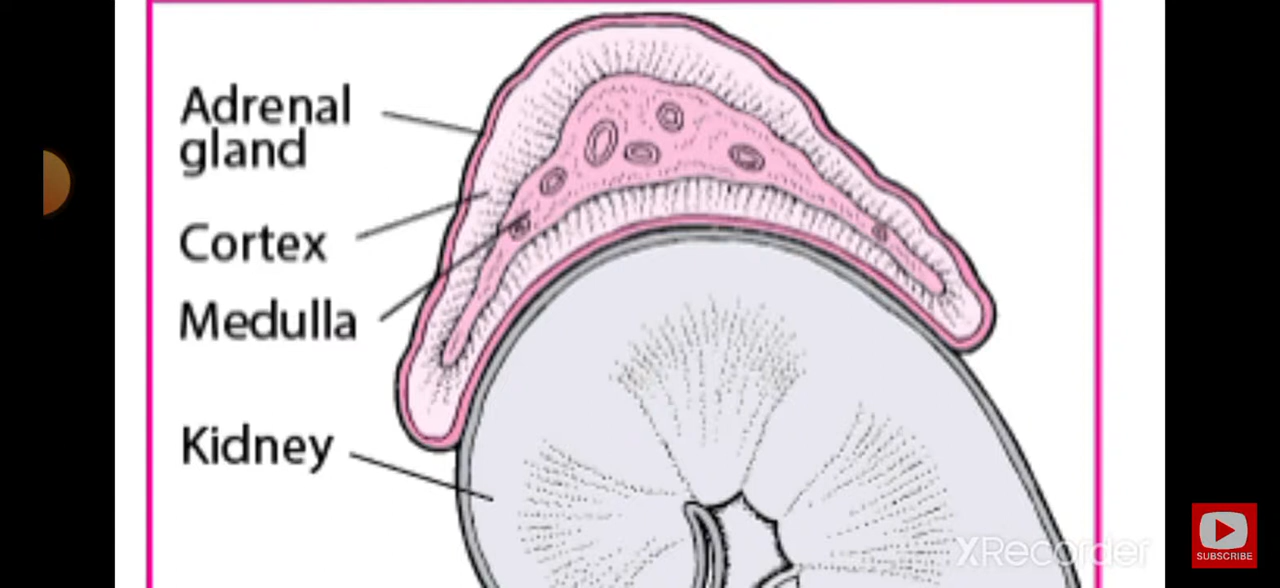 Adrenal
gland
Cortex
Medulla
Kidney
XRecorder
SUBSCRIBE